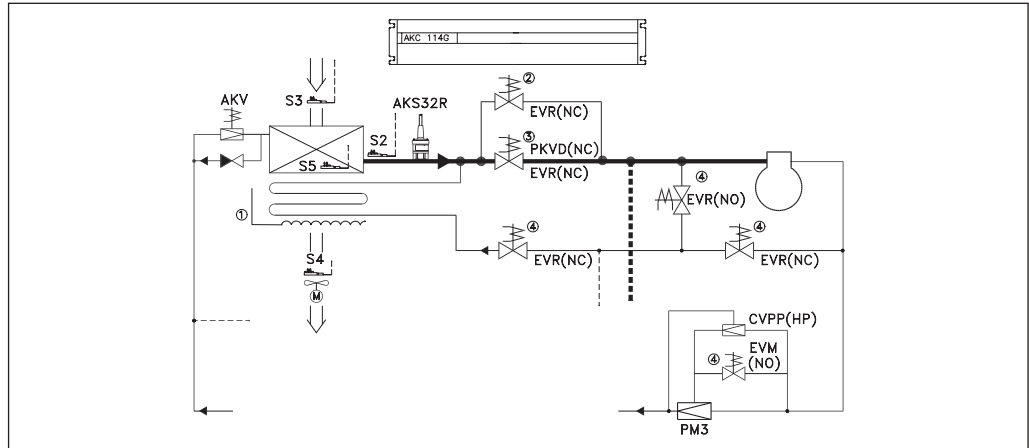 AKC 114G
②
AKV
S3
AKS32R
S2
EVR(NC)
③
PKVD(NC)
S5
EVR(NC)
④
EVR(NO)
①
④
④
EVR(NC)
EVR(NC)
S4
M
CVPP(HP)
④
EVM
(NO)
PM3